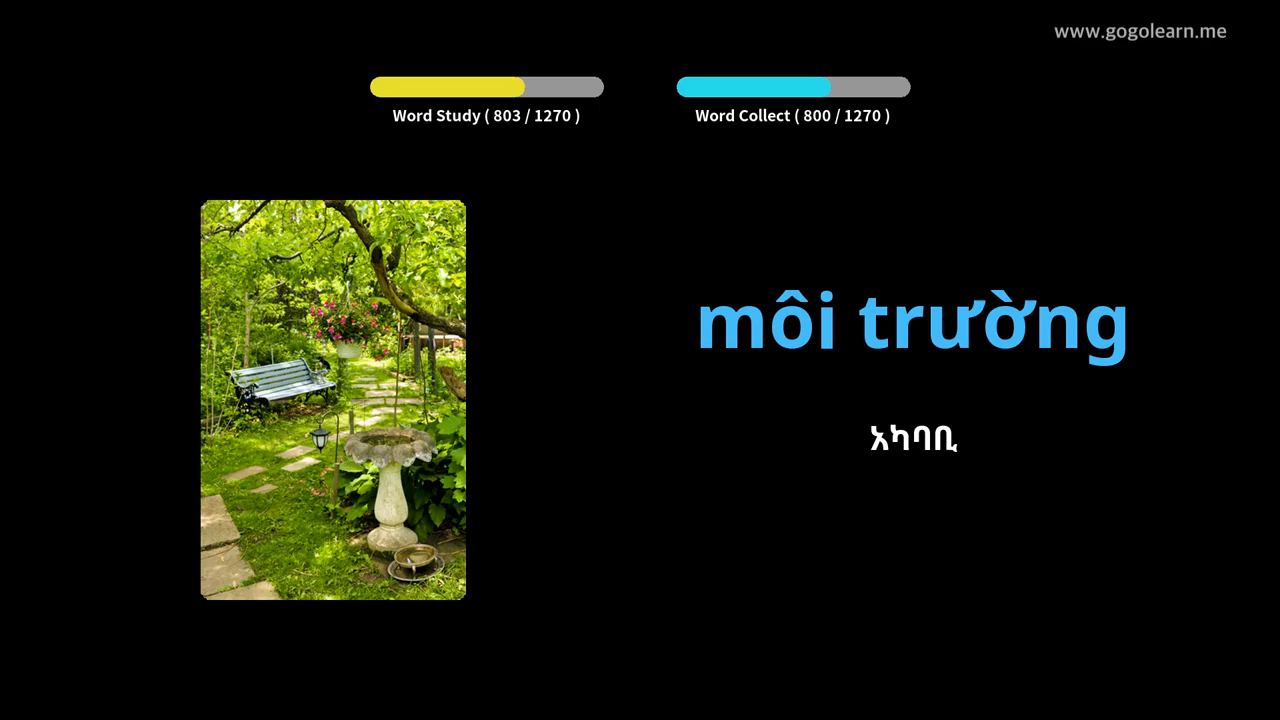 www.gogolearn.me
Word Study ( 803 / 1270 )
Word Collect ( 800 / 1270 )
môi trường
አካባቢ